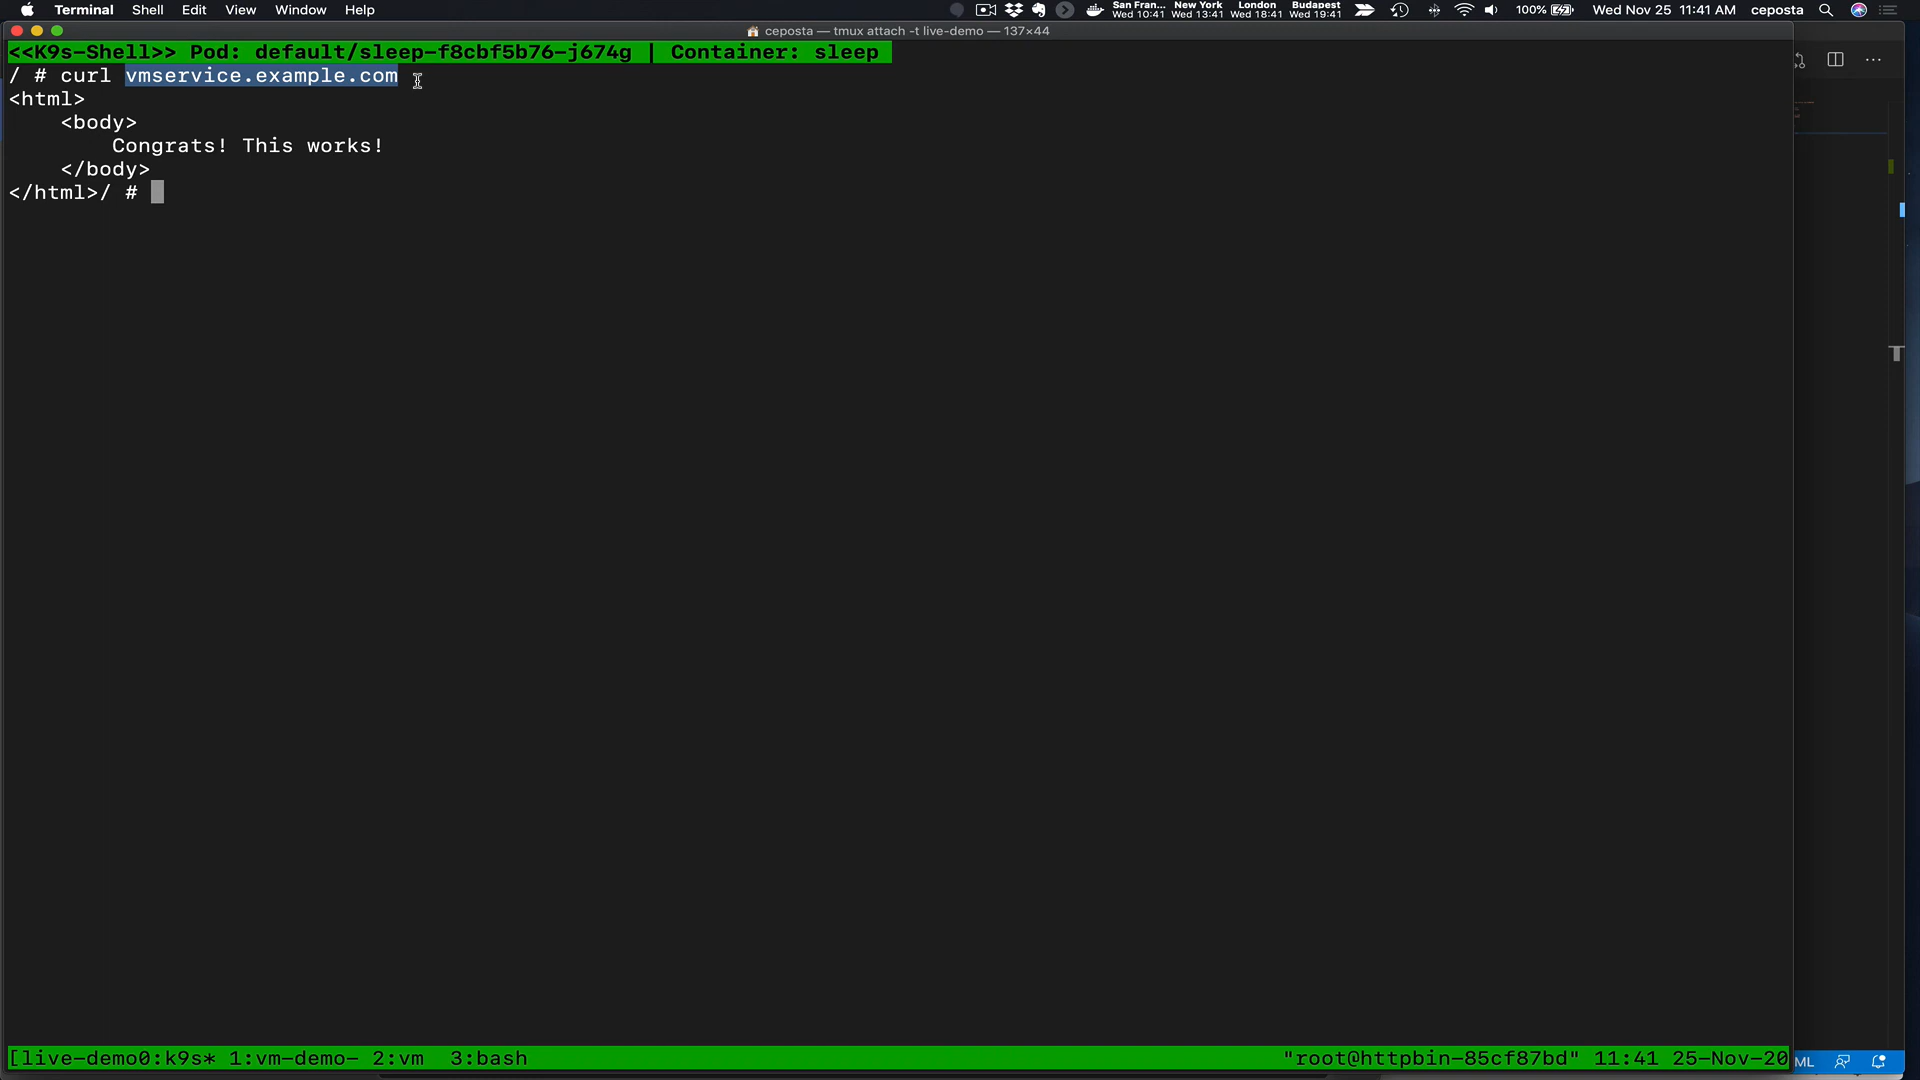 Terminal Shell Edit View Window Help
San Fran... New York London Budapest
Wed 10:41 Wed 13:41 Wed 18:41 Wed 19:41
100% Wed Nov 25 11:41 AM ceposta
ceposta — tmux attach -t live-demo — 137×44
<<K9s-Shell>> Pod: default/sleep-f8cbf5b76-j674g | Container: sleep
/ # curl vmservice.example.com
<html>
<body>
Congrats! This works!
</body>
</html>/ #
[live-demo0:k9s* 1:vm-demo- 2:vm 3:bash "root@httpbin-85cf87bd" 11:41 25-Nov-20
ML